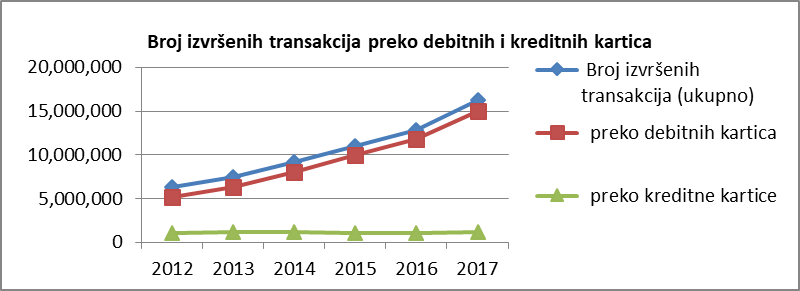 Broj izvršenih transakcija preko debitnih i kreditnih kartica
20,000,000
15,000,000
10,000,000
5,000,000
0
2012 2013 2014 2015 2016 2017
Broj izvršenih
transakcija (ukupno)
preko debitnih kartica
preko kreditne kartice